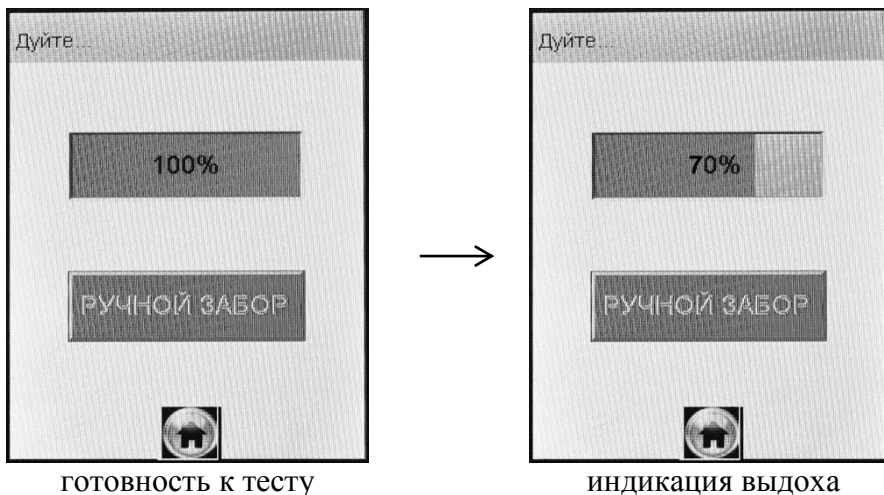 Дуйте...
100%
РУЧНОЙ ЗАБОР
готовность к тесту
Дуйте...
70%
РУЧНОЙ ЗАБОР
индикация выдоха